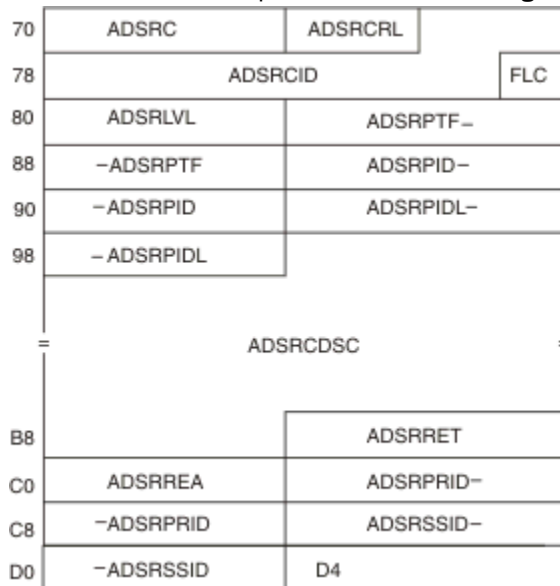 70 ADSRC ADSRCRL
78 ADSRCID FLC
80 ADSRLVL ADSRPTF–
88 –ADSRPTF ADSRPID–
90 –ADSRPID ADSRPIDL–
98 –ADSRPIDL
= ADSRCDSC =
B8 ADSRRET
C0 ADSRREA ADSRPRID–
C8 –ADSRPRID ADSRSSID–
D0 –ADSRSSID D4